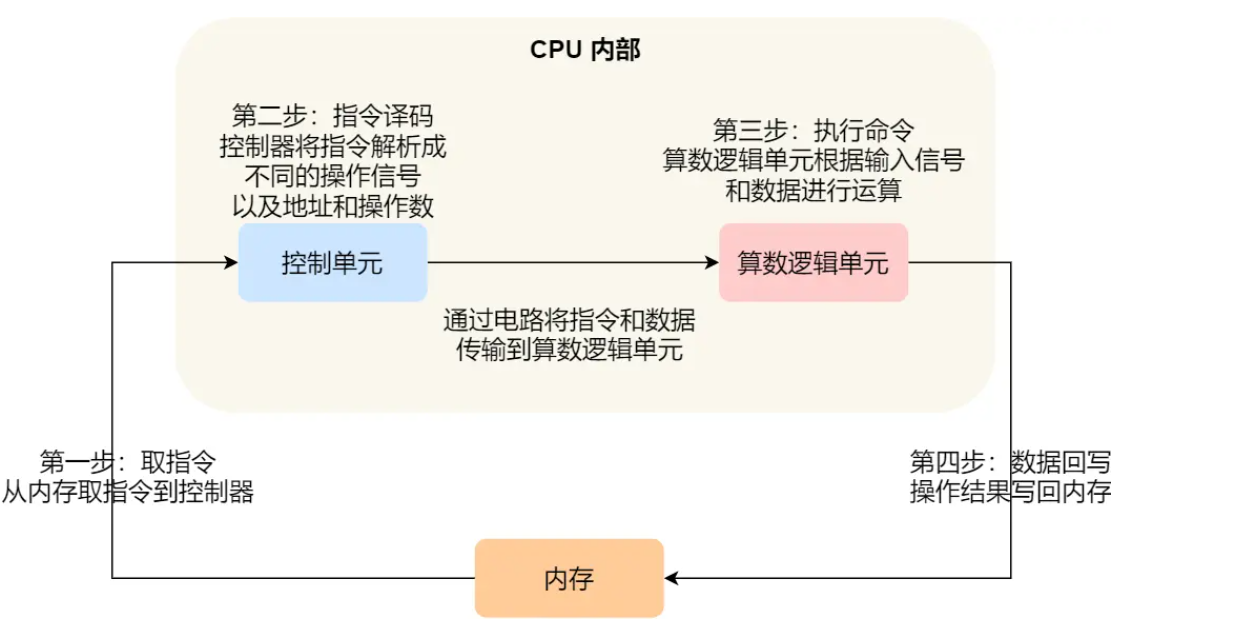 CPU 内部
第二步：指令译码
控制器将指令解析成
不同的操作信号
以及地址和操作数
第三步：执行命令
算数逻辑单元根据输入信号
和数据进行运算
控制单元
算数逻辑单元
通过电路将指令和数据
传输到算数逻辑单元
第一步：取指令
从内存取指令到控制器
第四步：数据回写
操作结果写回内存
内存